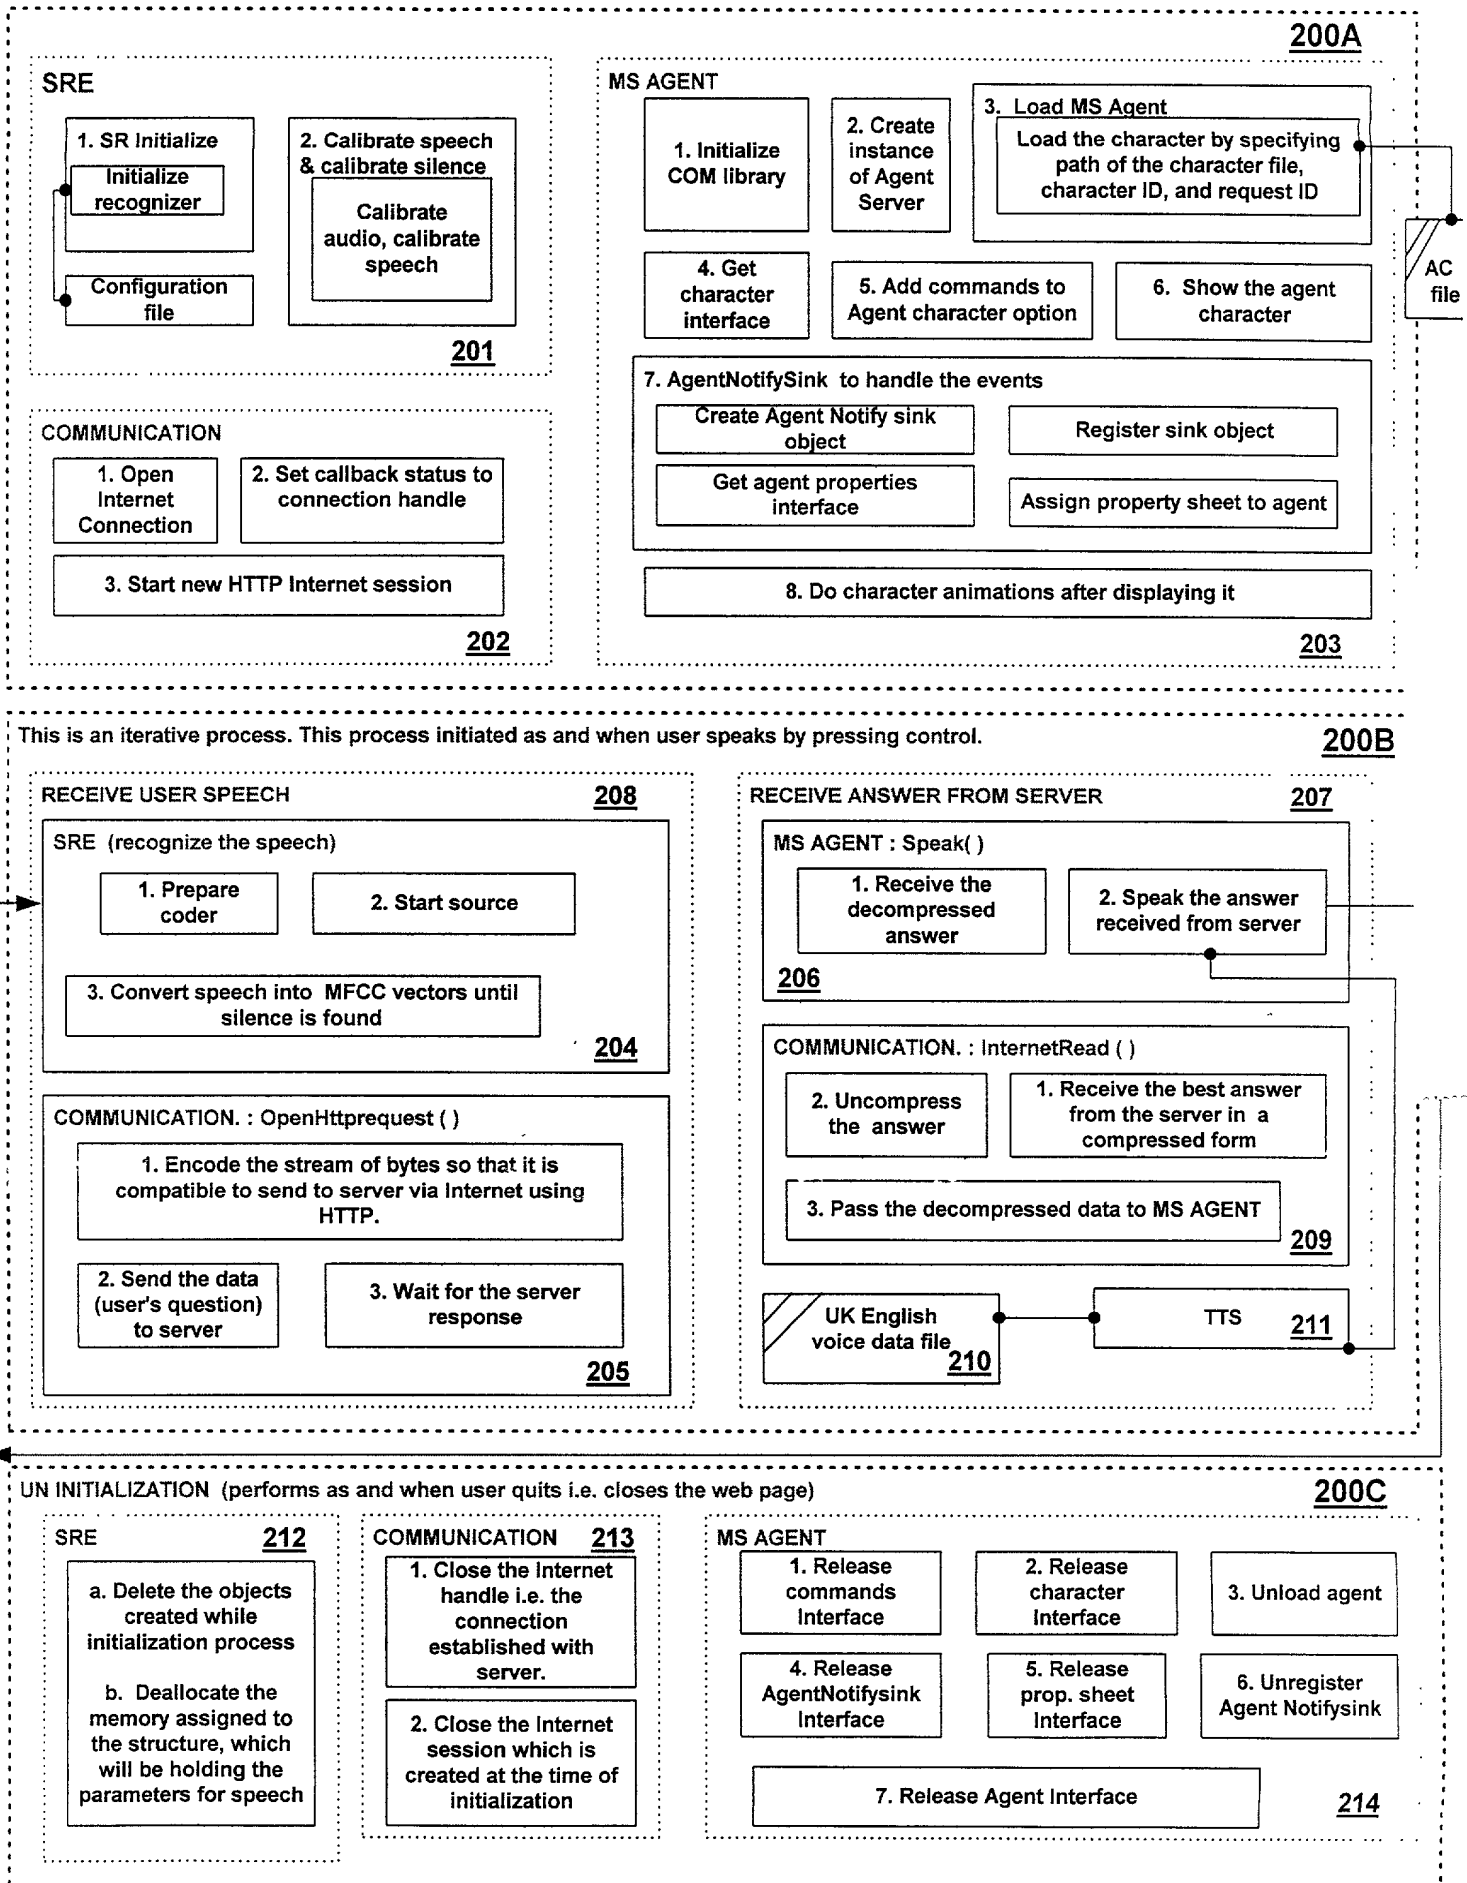 200A
SRE
1. SR Initialize
Initialize
recognizer
Configuration
file
2. Calibrate speech
& calibrate silence
Calibrate
audio, calibrate
speech
201
COMMUNICATION
1. Open
Internet
Connection
2. Set callback status to
connection handle
3. Start new HTTP Internet session
202
MS AGENT
1. Initialize
COM library
2. Create
instance
of Agent
Server
3. Load MS Agent
Load the character by specifying
path of the character file,
character ID, and request ID
AC
file
4. Get
character
interface
5. Add commands to
Agent character option
6. Show the agent
character
7. AgentNotifySink to handle the events
Create Agent Notify sink
object
Register sink object
Get agent properties
interface
Assign property sheet to agent
8. Do character animations after displaying it
203
This is an iterative process. This process initiated as and when user speaks by pressing control.
200B
RECEIVE USER SPEECH
208
SRE (recognize the speech)
1. Prepare
coder
2. Start source
3. Convert speech into MFCC vectors until
silence is found
204
COMMUNICATION. : OpenHttprequest ( )
1. Encode the stream of bytes so that it is
compatible to send to server via Internet using
HTTP.
2. Send the data
(user's question)
to server
3. Wait for the server
response
205
RECEIVE ANSWER FROM SERVER
207
MS AGENT : Speak( )
1. Receive the
decompressed
answer
2. Speak the answer
received from server
206
COMMUNICATION. : InternetRead ( )
2. Uncompress
the answer
1. Receive the best answer
from the server in a
compressed form
3. Pass the decompressed data to MS AGENT
209
UK English
voice data file
210
TTS
211
UN INITIALIZATION (performs as and when user quits i.e. closes the web page)
200C
SRE
212
a. Delete the objects
created while
initialization process
b. Deallocate the
memory assigned to
the structure, which
will be holding the
parameters for speech
COMMUNICATION
213
1. Close the Internet
handle i.e. the
connection
established with
server.
2. Close the Internet
session which is
created at the time of
initialization
MS AGENT
1. Release
commands
Interface
2. Release
character
Interface
3. Unload agent
4. Release
AgentNotifysink
Interface
5. Release
prop. sheet
Interface
6. Unregister
Agent Notifysink
7. Release Agent Interface
214